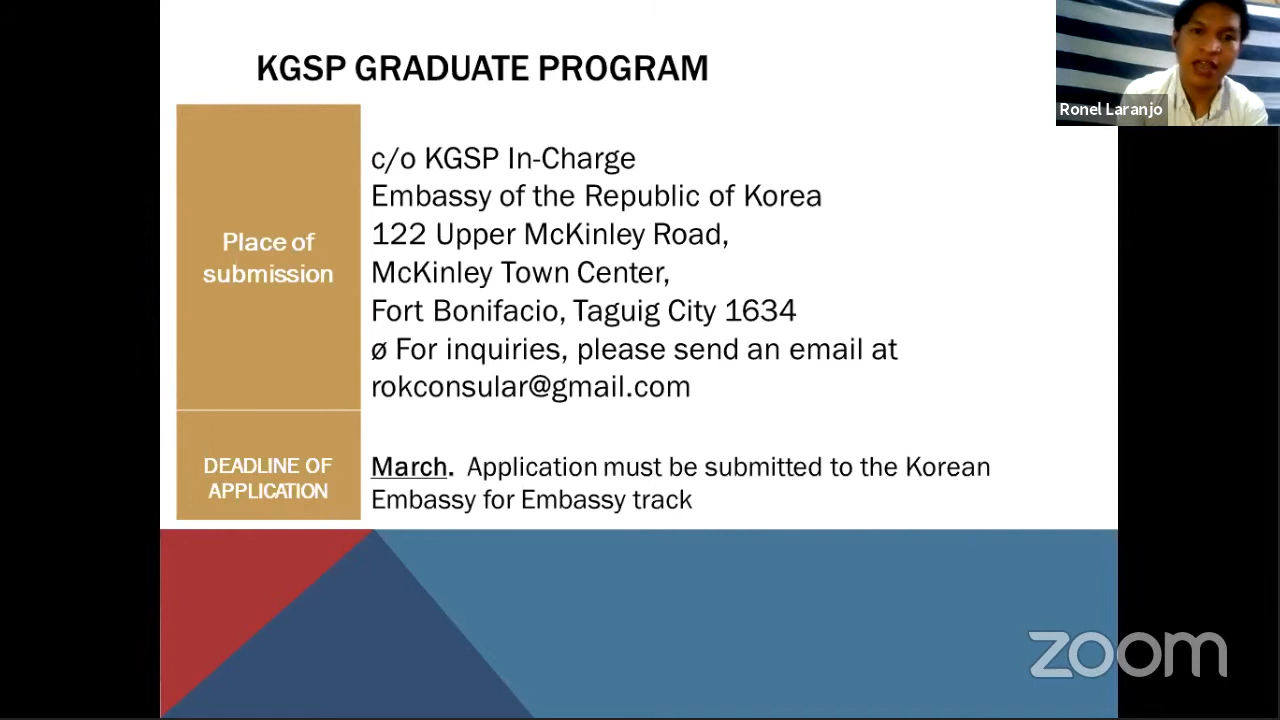 KGSP GRADUATE PROGRAM
Ronel Laranjo
Place of
submission
c/o KGSP In-Charge
Embassy of the Republic of Korea
122 Upper McKinley Road,
McKinley Town Center,
Fort Bonifacio, Taguig City 1634
ø For inquiries, please send an email at
rokconsular@gmail.com
DEADLINE OF
APPLICATION
March. Application must be submitted to the Korean
Embassy for Embassy track
zoom